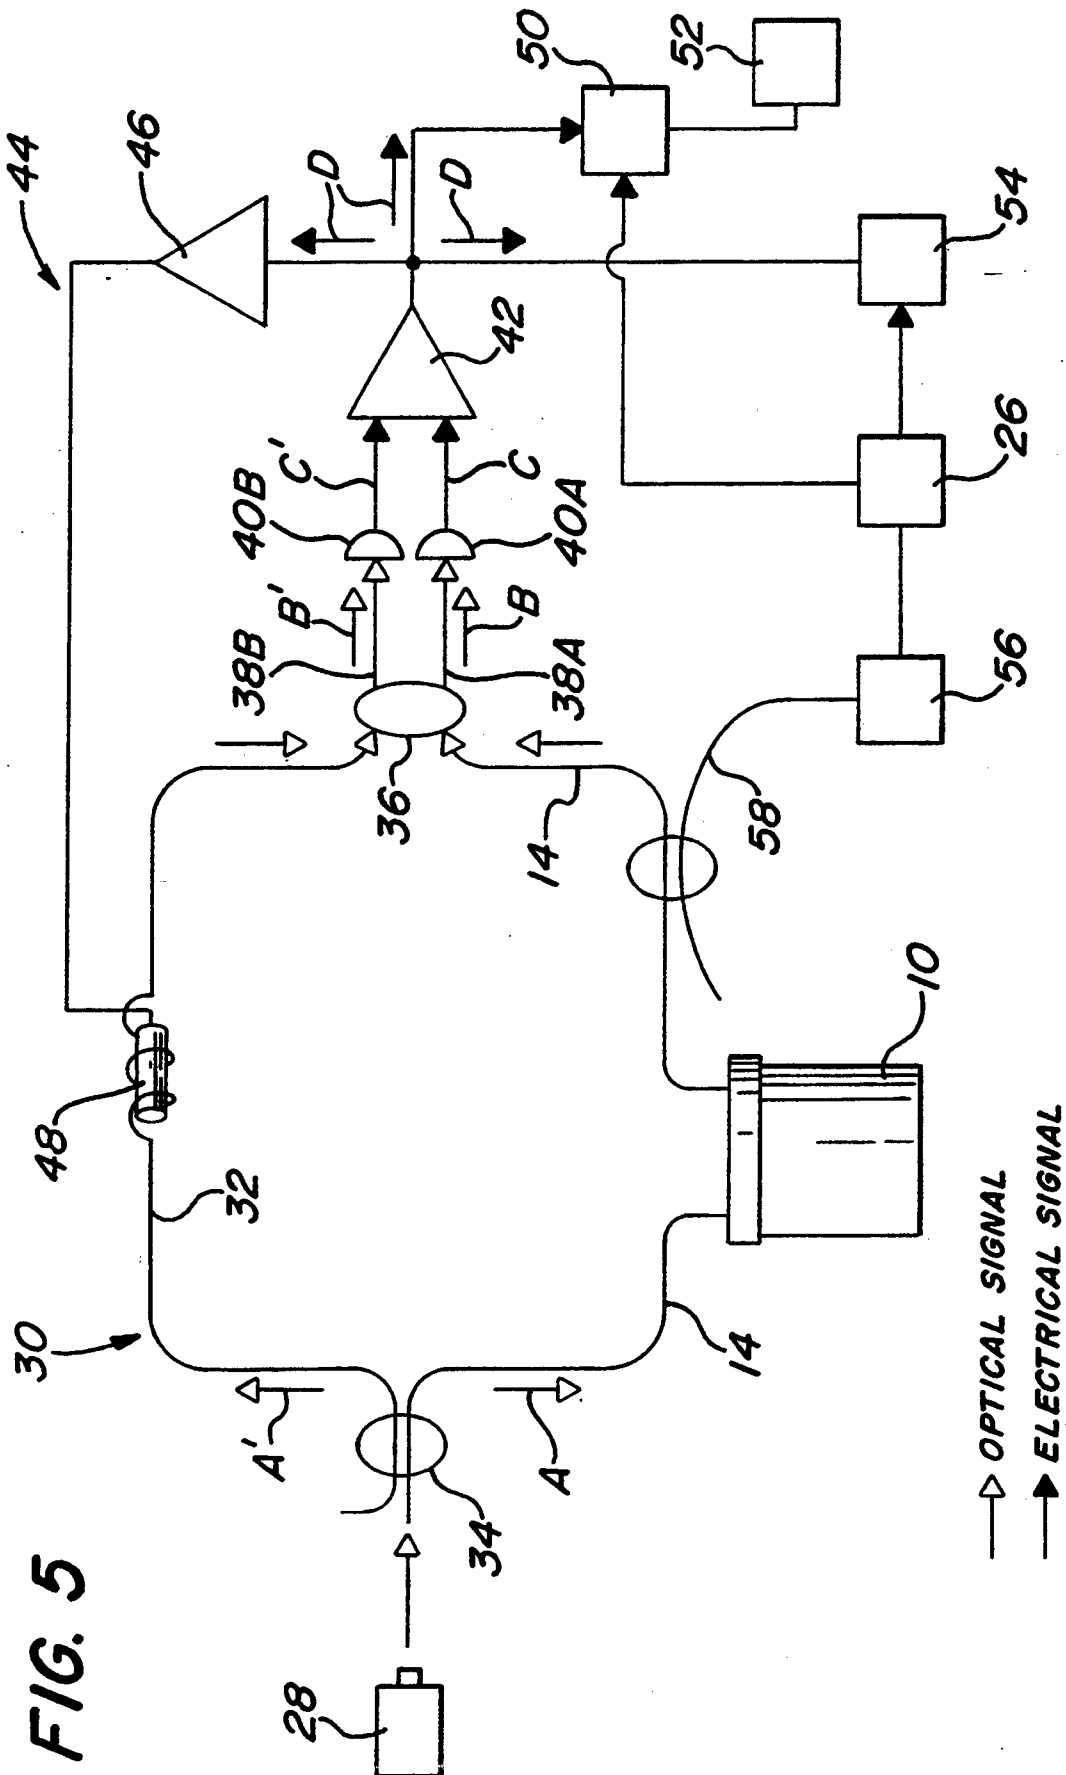 FIG. 5
44
46
50
52
D
D
54
42
C'
C
40B
40A
26
B'
B
38B
38A
56
36
14
58
48
32
10
30
A'
A
14
34
28
OPTICAL SIGNAL
ELECTRICAL SIGNAL